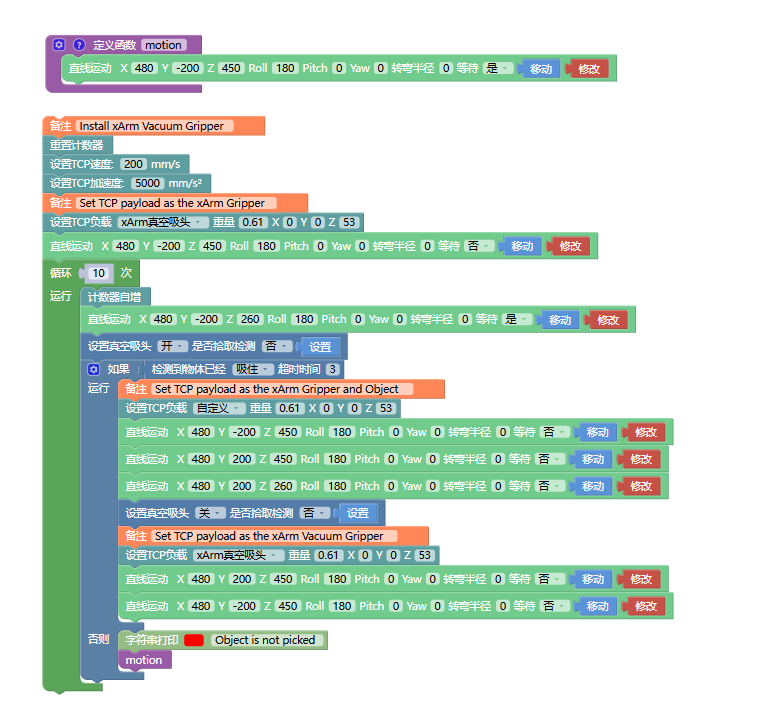 定义函数 motion
直线运动 X 480 Y -200 Z 450 Roll 180 Pitch 0 Yaw 0 转弯半径 0 等待 是 移动 修改
备注 Install xArm Vacuum Gripper
重置计数器
设置TCP速度: 200 mm/s
设置TCP加速度: 5000 mm/s²
备注 Set TCP payload as the xArm Gripper
设置TCP负载 xArm真空吸头 重量 0.61 X 0 Y 0 Z 53
直线运动 X 480 Y -200 Z 450 Roll 180 Pitch 0 Yaw 0 转弯半径 0 等待 否 移动 修改
循环 10 次
运行 计数器自增
直线运动 X 480 Y -200 Z 260 Roll 180 Pitch 0 Yaw 0 转弯半径 0 等待 是 移动 修改
设置真空吸头 开 是否拾取检测 否 设置
如果 检测到物体已经 吸住 超时时间 3
运行 备注 Set TCP payload as the xArm Gripper and Object
设置TCP负载 自定义 重量 0.61 X 0 Y 0 Z 53
直线运动 X 480 Y -200 Z 450 Roll 180 Pitch 0 Yaw 0 转弯半径 0 等待 否 移动 修改
直线运动 X 480 Y 200 Z 450 Roll 180 Pitch 0 Yaw 0 转弯半径 0 等待 否 移动 修改
直线运动 X 480 Y 200 Z 260 Roll 180 Pitch 0 Yaw 0 转弯半径 0 等待 否 移动 修改
设置真空吸头 关 是否拾取检测 否 设置
备注 Set TCP payload as the xArm Vacuum Gripper
设置TCP负载 xArm真空吸头 重量 0.61 X 0 Y 0 Z 53
直线运动 X 480 Y 200 Z 450 Roll 180 Pitch 0 Yaw 0 转弯半径 0 等待 否 移动 修改
直线运动 X 480 Y -200 Z 450 Roll 180 Pitch 0 Yaw 0 转弯半径 0 等待 否 移动 修改
否则 字符串打印 Object is not picked
motion